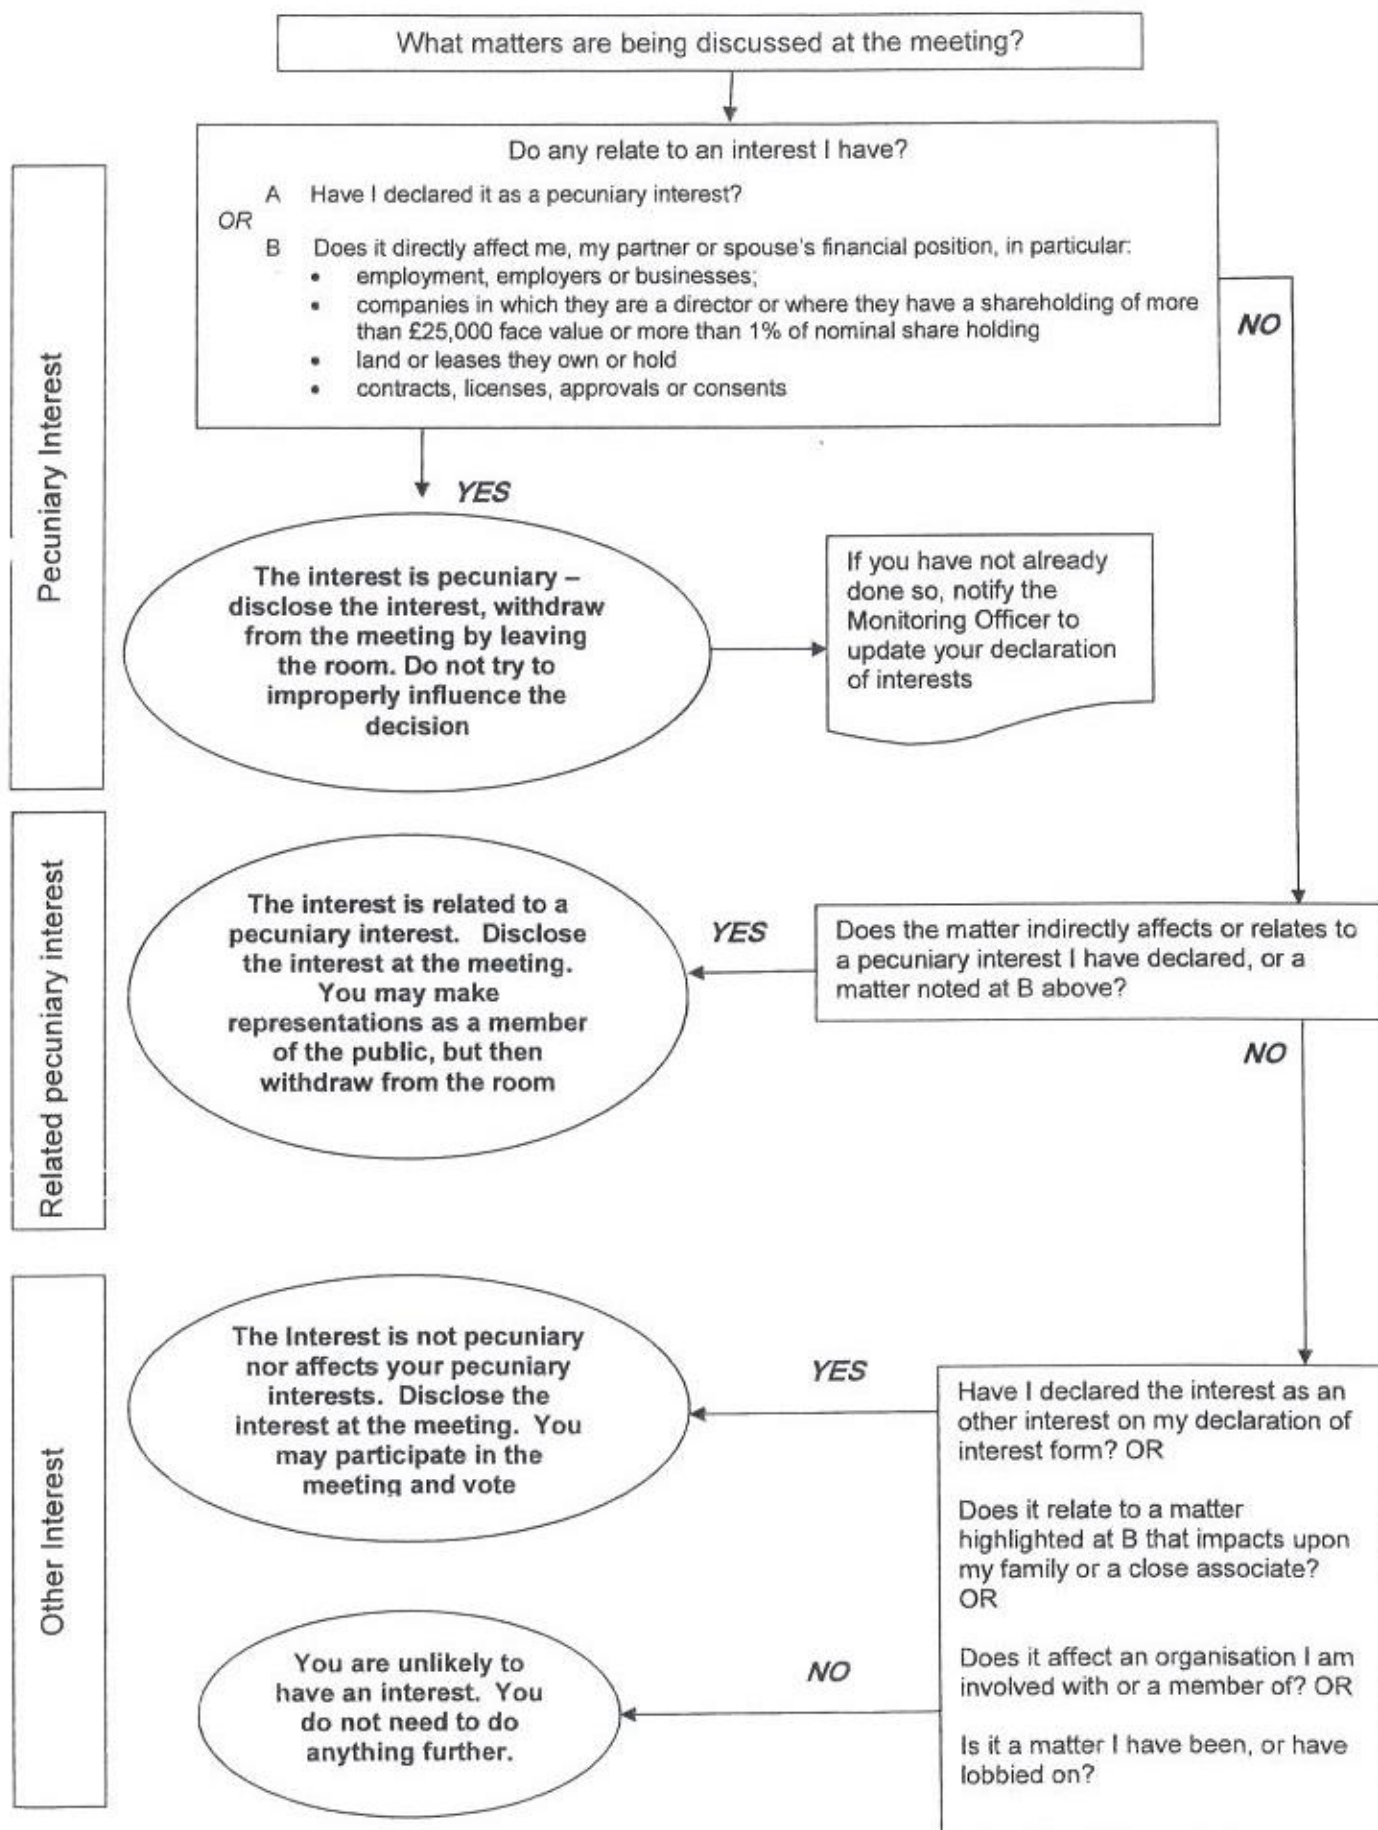 What matters are being discussed at the meeting?
Do any relate to an interest I have?
A Have I declared it as a pecuniary interest?
OR
B Does it directly affect me, my partner or spouse's financial position, in particular:
• employment, employers or businesses;
• companies in which they are a director or where they have a shareholding of more
than £25,000 face value or more than 1% of nominal share holding
• land or leases they own or hold
• contracts, licenses, approvals or consents
NO
Pecuniary Interest
YES
The interest is pecuniary –
disclose the interest, withdraw
from the meeting by leaving
the room. Do not try to
improperly influence the
decision
If you have not already
done so, notify the
Monitoring Officer to
update your declaration
of interests
Related pecuniary interest
The interest is related to a
pecuniary interest. Disclose
the interest at the meeting.
You may make
representations as a member
of the public, but then
withdraw from the room
YES
Does the matter indirectly affects or relates to
a pecuniary interest I have declared, or a
matter noted at B above?
NO
Other Interest
The Interest is not pecuniary
nor affects your pecuniary
interests. Disclose the
interest at the meeting. You
may participate in the
meeting and vote
YES
Have I declared the interest as an
other interest on my declaration of
interest form? OR
Does it relate to a matter
highlighted at B that impacts upon
my family or a close associate?
OR
Does it affect an organisation I am
involved with or a member of? OR
Is it a matter I have been, or have
lobbied on?
NO
You are unlikely to
have an interest. You
do not need to do
anything further.